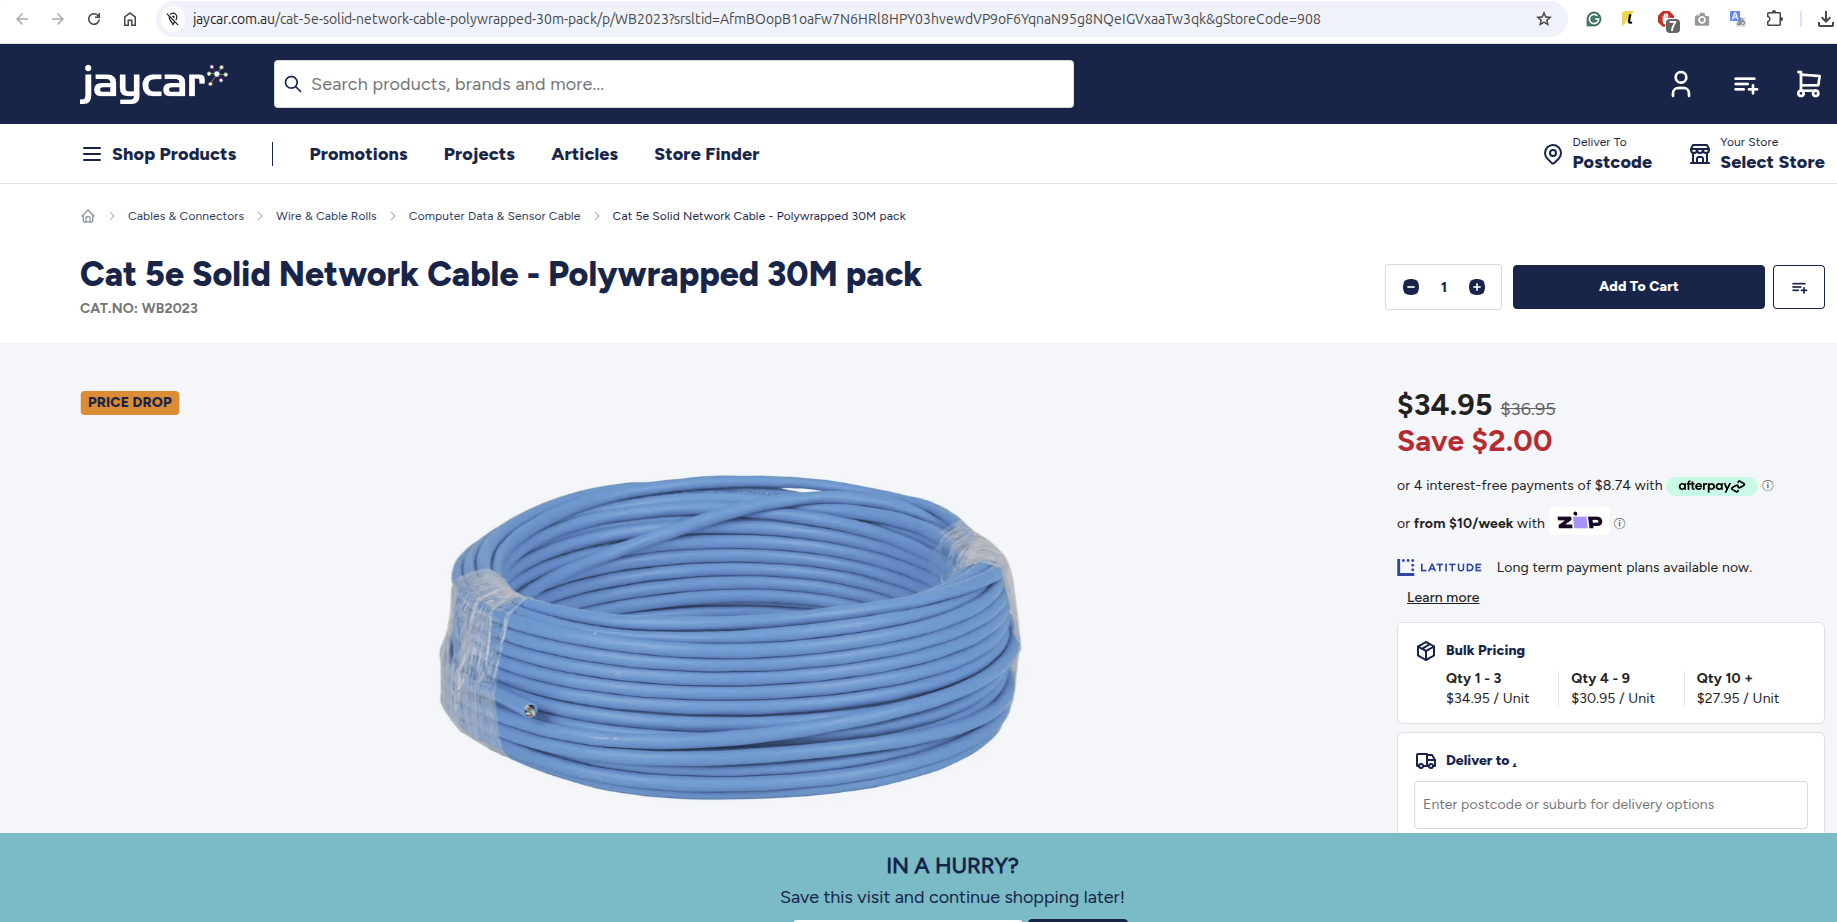 jaycar.com.au/cat-5e-solid-network-cable-polywrapped-30m-pack/p/WB2023?srsltid=AfmBOopB1oaFw7N6HRl8HPY03hvewdVP9oF6YqnaN95g8NQeIGVxaaTw3qk&gStoreCode=908
7
jaycar
Search products, brands and more...
Shop Products
Promotions
Projects
Articles
Store Finder
Deliver To
Postcode
Your Store
Select Store
Cables & Connectors
Wire & Cable Rolls
Computer Data & Sensor Cable
Cat 5e Solid Network Cable - Polywrapped 30M pack
Cat 5e Solid Network Cable - Polywrapped 30M pack
CAT.NO: WB2023
1
Add To Cart
PRICE DROP
$34.95 $36.95
Save $2.00
or 4 interest-free payments of $8.74 with afterpay
or from $10/week with ZIP
LATITUDE Long term payment plans available now.
Learn more
Bulk Pricing
Qty 1 - 3 Qty 4 - 9 Qty 10 +
$34.95 / Unit $30.95 / Unit $27.95 / Unit
Deliver to
Enter postcode or suburb for delivery options
IN A HURRY?
Save this visit and continue shopping later!